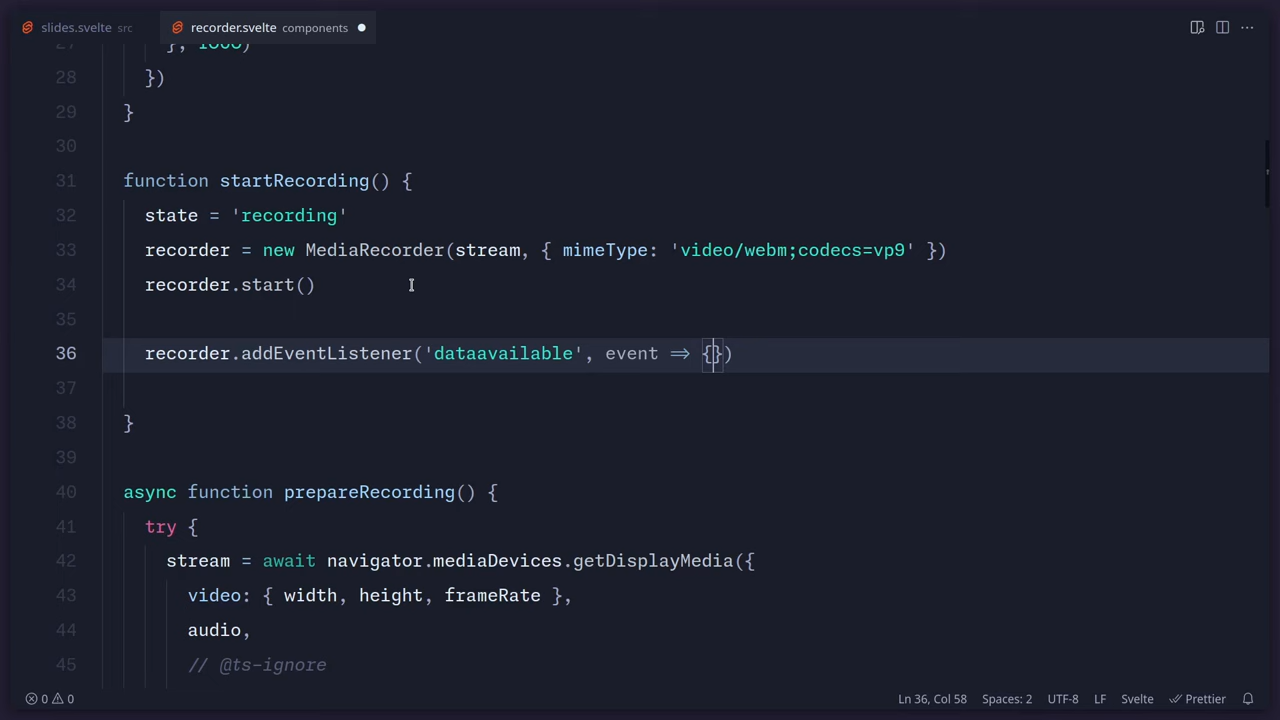 slides.svelte src
recorder.svelte components
27 }, 1000)
28 })
29 }
30
31 function startRecording() {
32 state = 'recording'
33 recorder = new MediaRecorder(stream, { mimeType: 'video/webm;codecs=vp9' })
34 recorder.start()
35
36 recorder.addEventListener('dataavailable', event => {})
37
38 }
39
40 async function prepareRecording() {
41 try {
42 stream = await navigator.mediaDevices.getDisplayMedia({
43 video: { width, height, frameRate },
44 audio,
45 // @ts-ignore
0 0 Ln 36, Col 58 Spaces: 2 UTF-8 LF Svelte Prettier